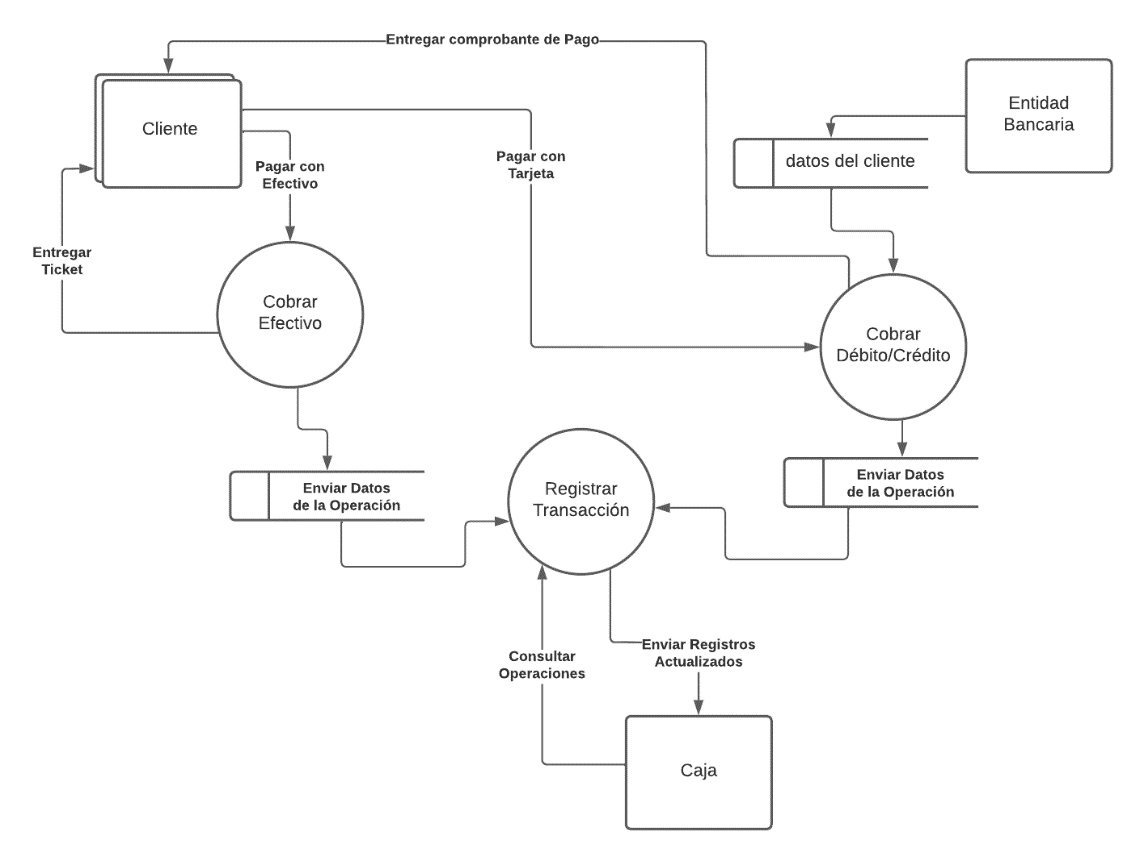 Entregar comprobante de Pago
Cliente
Entidad
Bancaria
datos del cliente
Pagar con
Efectivo
Pagar con
Tarjeta
Entregar
Ticket
Cobrar
Efectivo
Cobrar
Débito/Crédito
Enviar Datos
de la Operación
Registrar
Transacción
Enviar Datos
de la Operación
Consultar
Operaciones
Enviar Registros
Actualizados
Caja